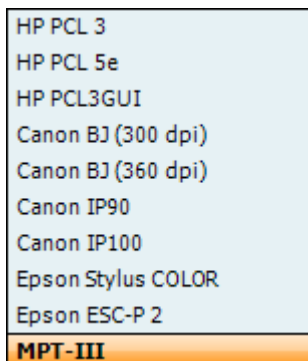 HP PCL 3
HP PCL 5e
HP PCL3GUI
Canon BJ (300 dpi)
Canon BJ (360 dpi)
Canon IP90
Canon IP100
Epson Stylus COLOR
Epson ESC-P 2
MPT-III